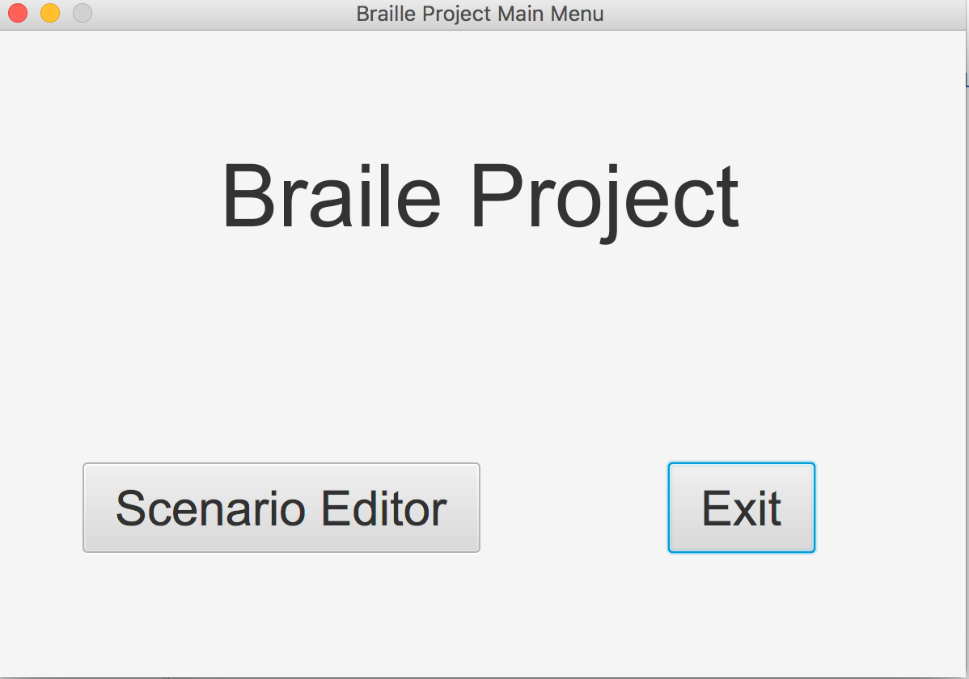 Braille Project Main Menu
Braile Project
Scenario Editor
Exit